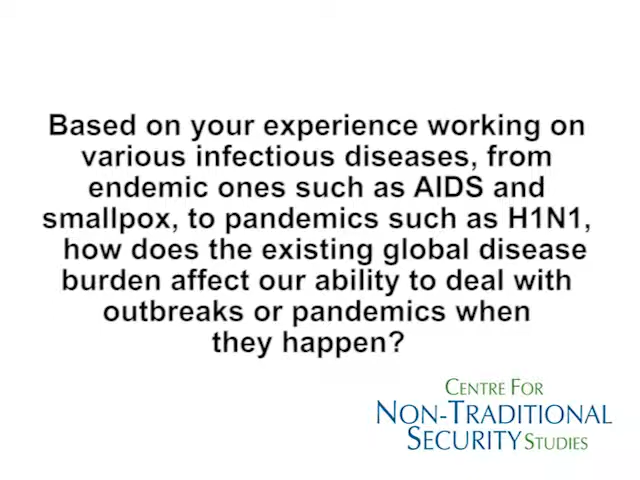 Based on your experience working on
various infectious diseases, from
endemic ones such as AIDS and
smallpox, to pandemics such as H1N1,
how does the existing global disease
burden affect our ability to deal with
outbreaks or pandemics when
they happen?
CENTRE FOR
NON-TRADITIONAL
SECURITY STUDIES